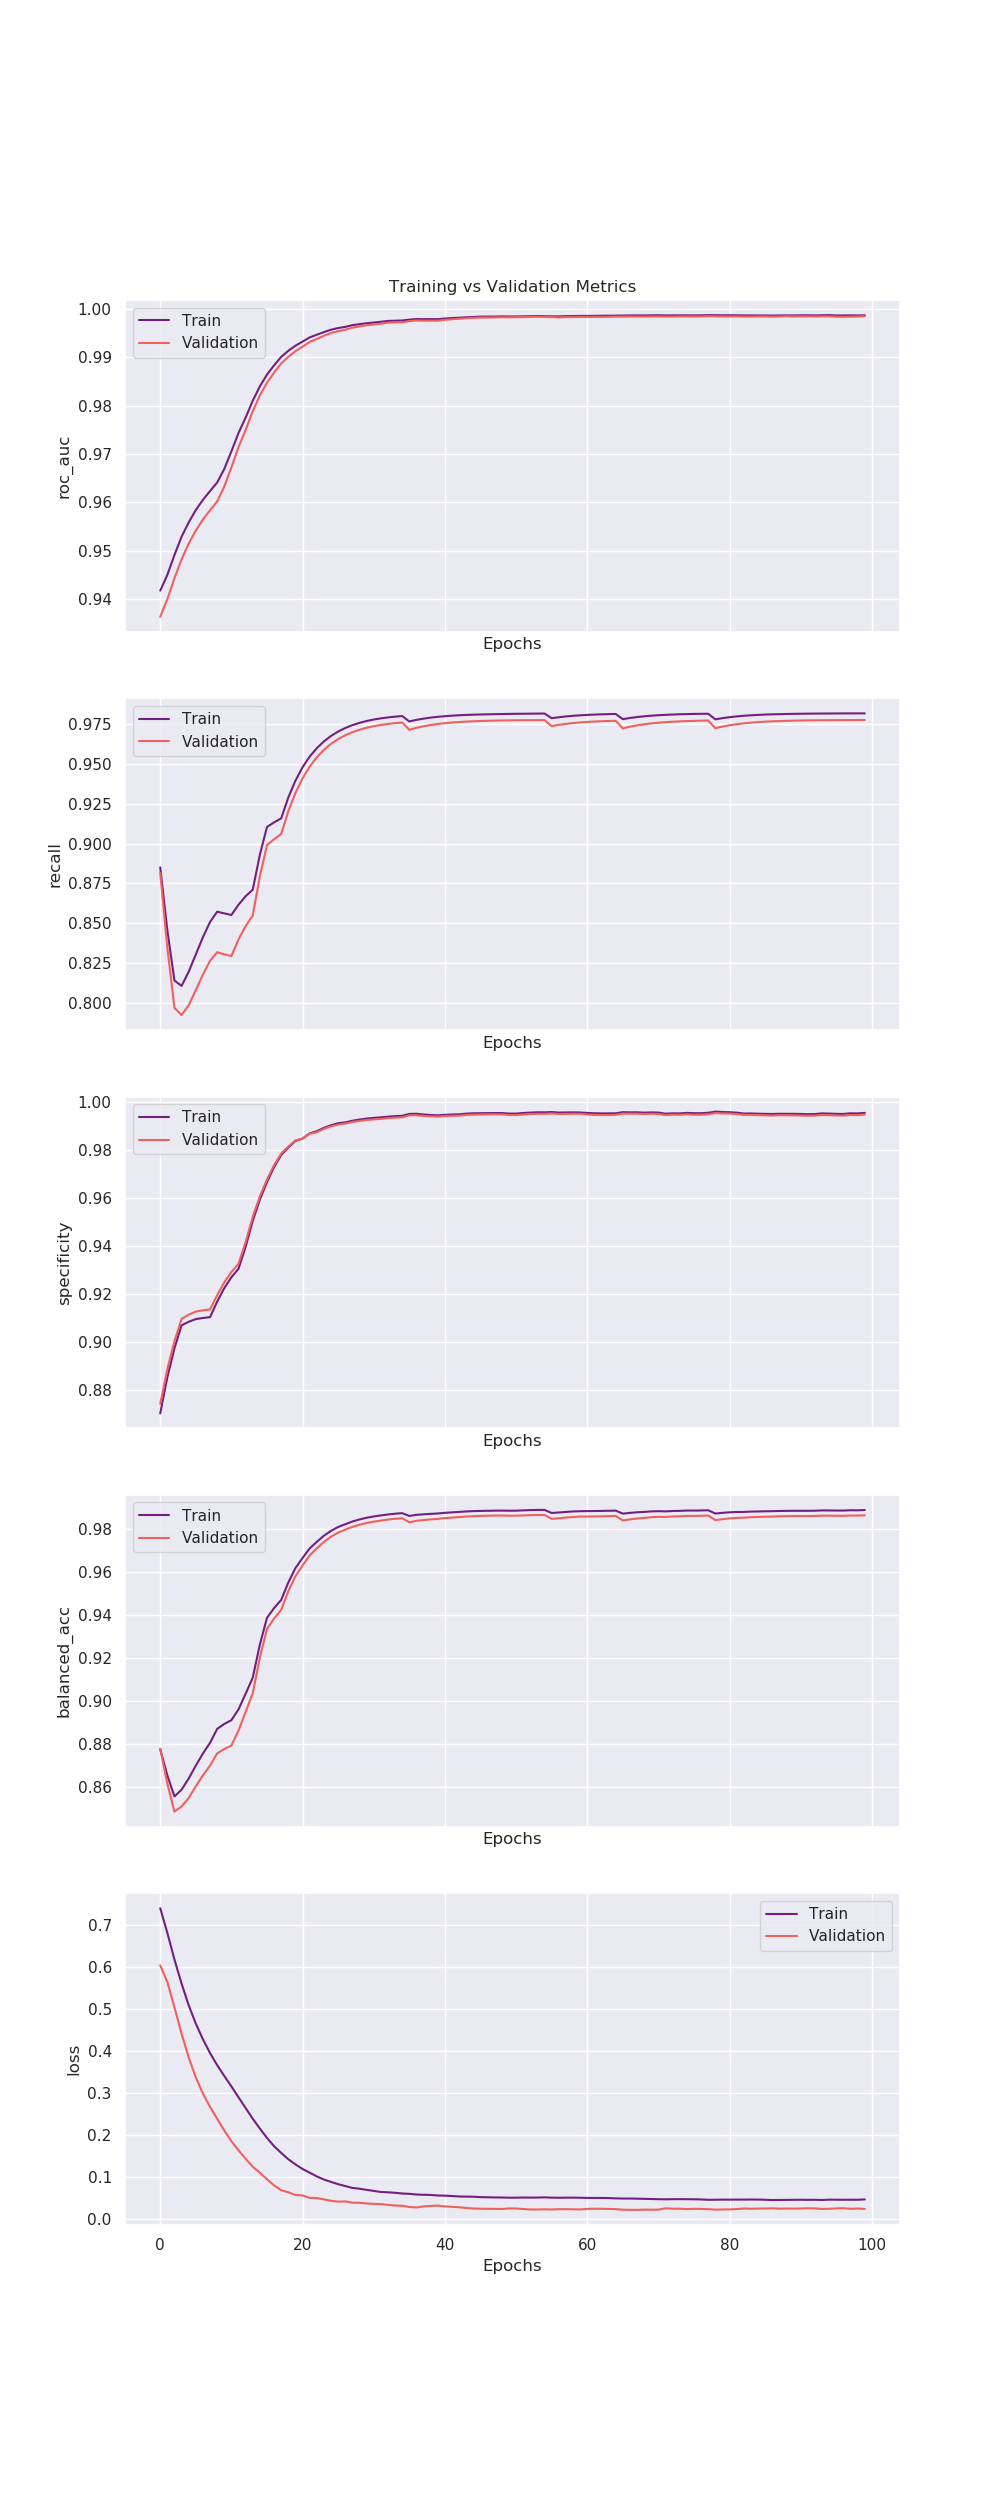 Training vs Validation Metrics
1.00
0.99
0.98
0.97
0.96
0.95
0.94
roc_auc
Train
Validation
Epochs
0.975
0.950
0.925
0.900
0.875
0.850
0.825
0.800
recall
Train
Validation
Epochs
1.00
0.98
0.96
0.94
0.92
0.90
0.88
specificity
Train
Validation
Epochs
0.98
0.96
0.94
0.92
0.90
0.88
0.86
balanced_acc
Train
Validation
Epochs
0.7
0.6
0.5
0.4
0.3
0.2
0.1
0.0
loss
Train
Validation
0 20 40 60 80 100
Epochs